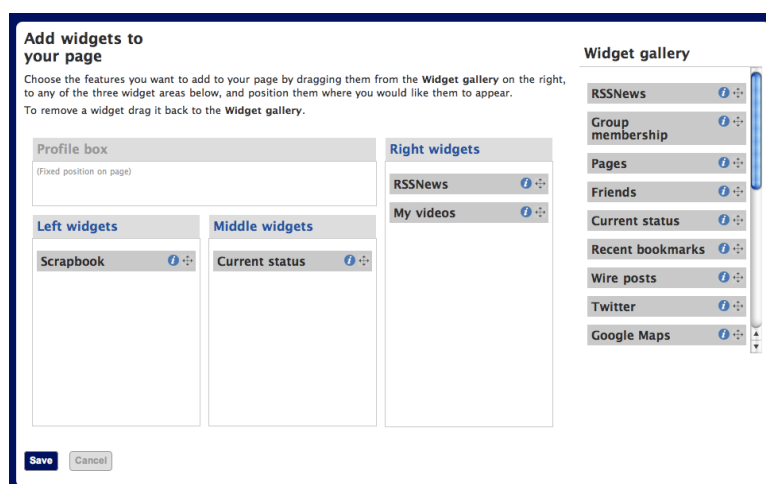 Add widgets to
your page
Choose the features you want to add to your page by dragging them from the Widget gallery on the right,
to any of the three widget areas below, and position them where you would like them to appear.
To remove a widget drag it back to the Widget gallery.
Profile box
(Fixed position on page)
Left widgets
Scrapbook
Middle widgets
Current status
Right widgets
RSSNews
My videos
Widget gallery
RSSNews
Group
membership
Pages
Friends
Current status
Recent bookmarks
Wire posts
Twitter
Google Maps
Save
Cancel